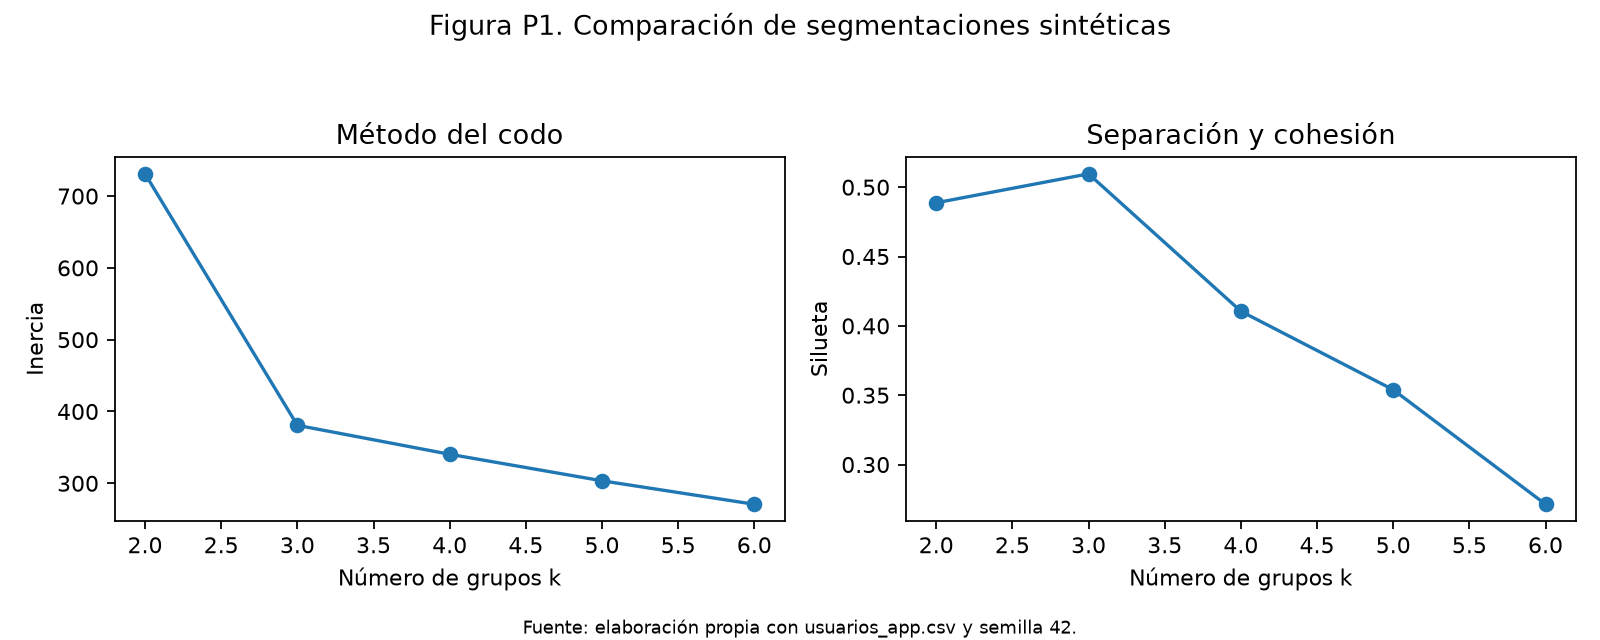 Figura P1. Comparación de segmentaciones sintéticas
Método del codo
700
600
500
400
300
Inercia
2.0 2.5 3.0 3.5 4.0 4.5 5.0 5.5 6.0
Número de grupos k
Separación y cohesión
0.50
0.45
0.40
0.35
0.30
Silueta
2.0 2.5 3.0 3.5 4.0 4.5 5.0 5.5 6.0
Número de grupos k
Fuente: elaboración propia con usuarios_app.csv y semilla 42.